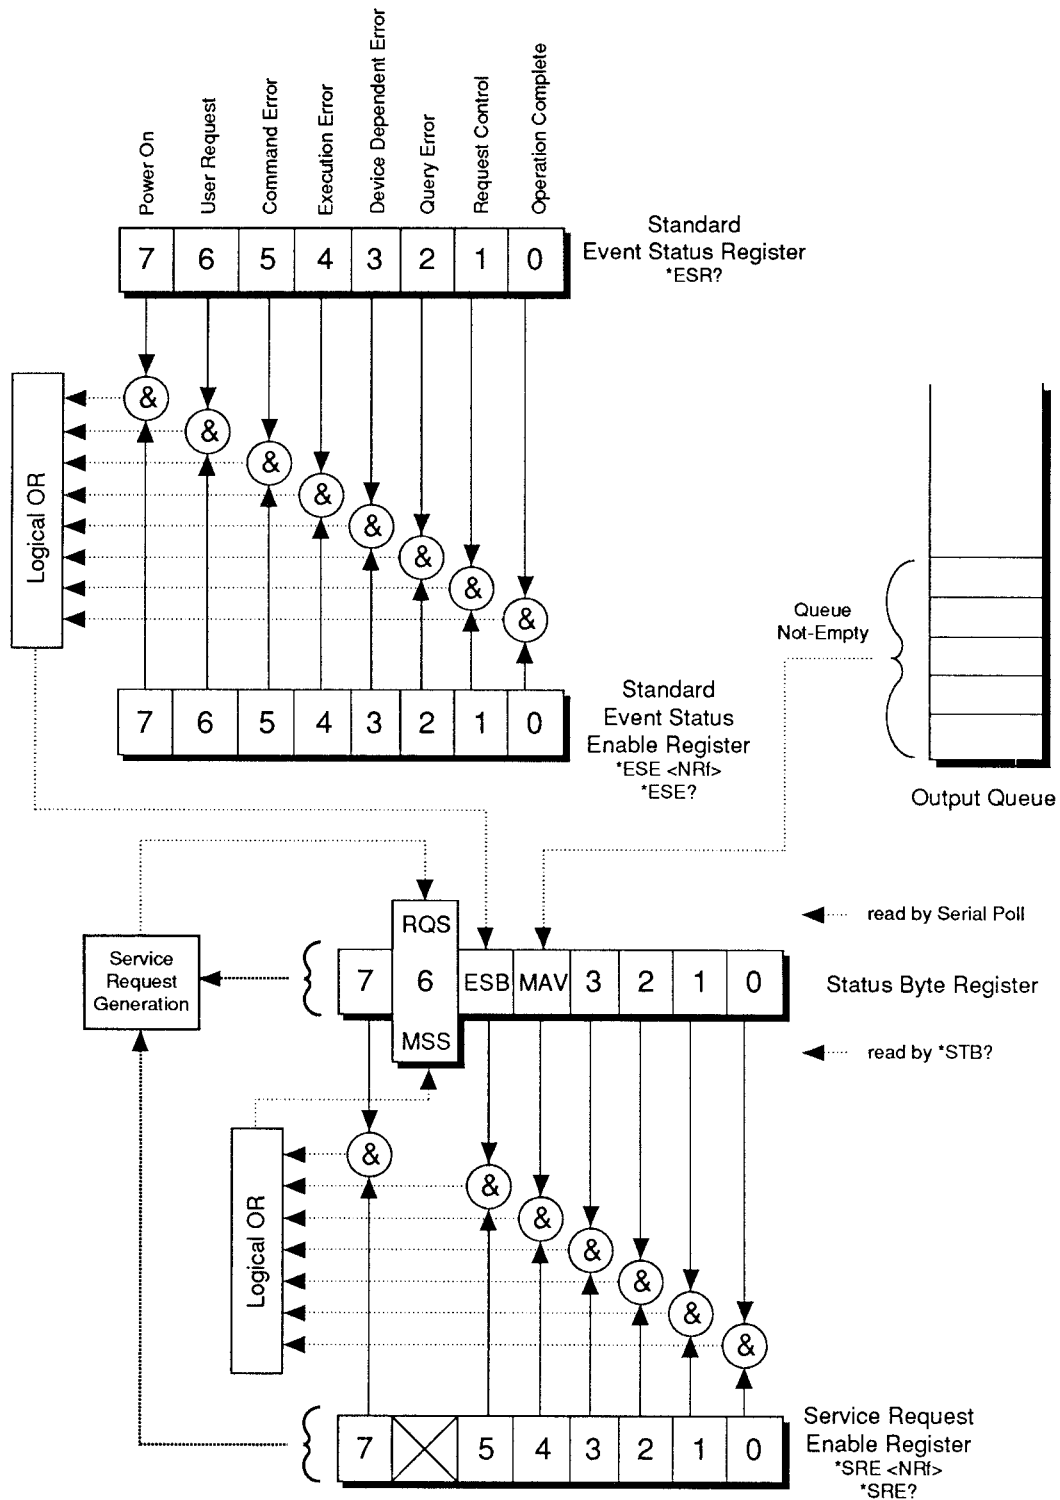 Power On
User Request
Command Error
Execution Error
Device Dependent Error
Query Error
Request Control
Operation Complete
7 6 5 4 3 2 1 0
Standard
Event Status Register
*ESR?
& & & & & & & &
Logical OR
Queue
Not-Empty
Output Queue
7 6 5 4 3 2 1 0
Standard
Event Status
Enable Register
*ESE <NRf>
*ESE?
read by Serial Poll
Service
Request
Generation
RQS
7 6 ESB MAV 3 2 1 0
MSS
Status Byte Register
read by *STB?
& & & & & & &
Logical OR
7 5 4 3 2 1 0
Service Request
Enable Register
*SRE <NRf>
*SRE?